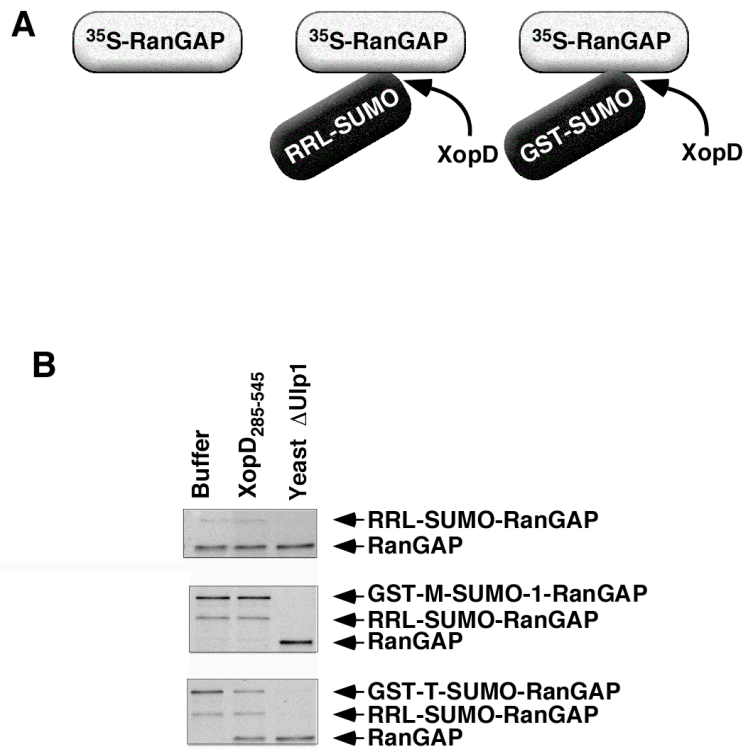 A
³⁵S-RanGAP ³⁵S-RanGAP ³⁵S-RanGAP
RRL-SUMO GST-SUMO
XopD XopD
B
Buffer
XopD₂₈₅₋₅₄₅
Yeast ΔUlp1
RRL-SUMO-RanGAP
RanGAP
GST-M-SUMO-1-RanGAP
RRL-SUMO-RanGAP
RanGAP
GST-T-SUMO-RanGAP
RRL-SUMO-RanGAP
RanGAP